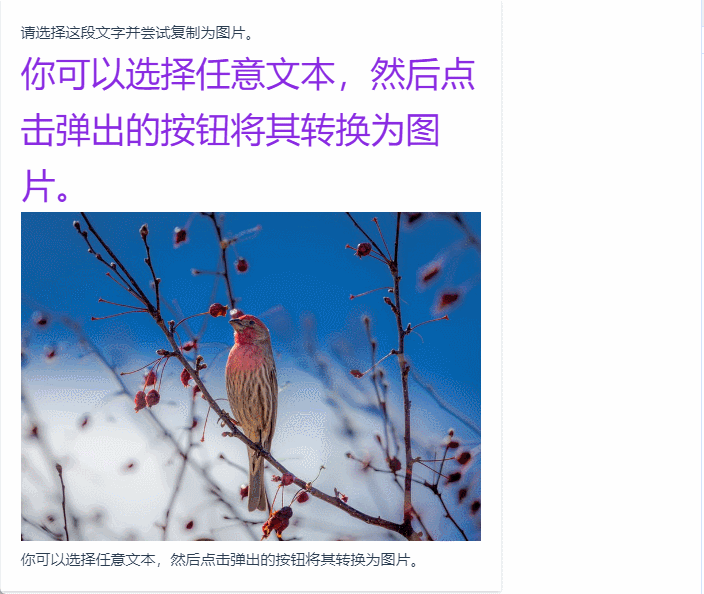 请选择这段文字并尝试复制为图片。
你可以选择任意文本，然后点
击弹出的按钮将其转换为图
片。
你可以选择任意文本，然后点击弹出的按钮将其转换为图片。